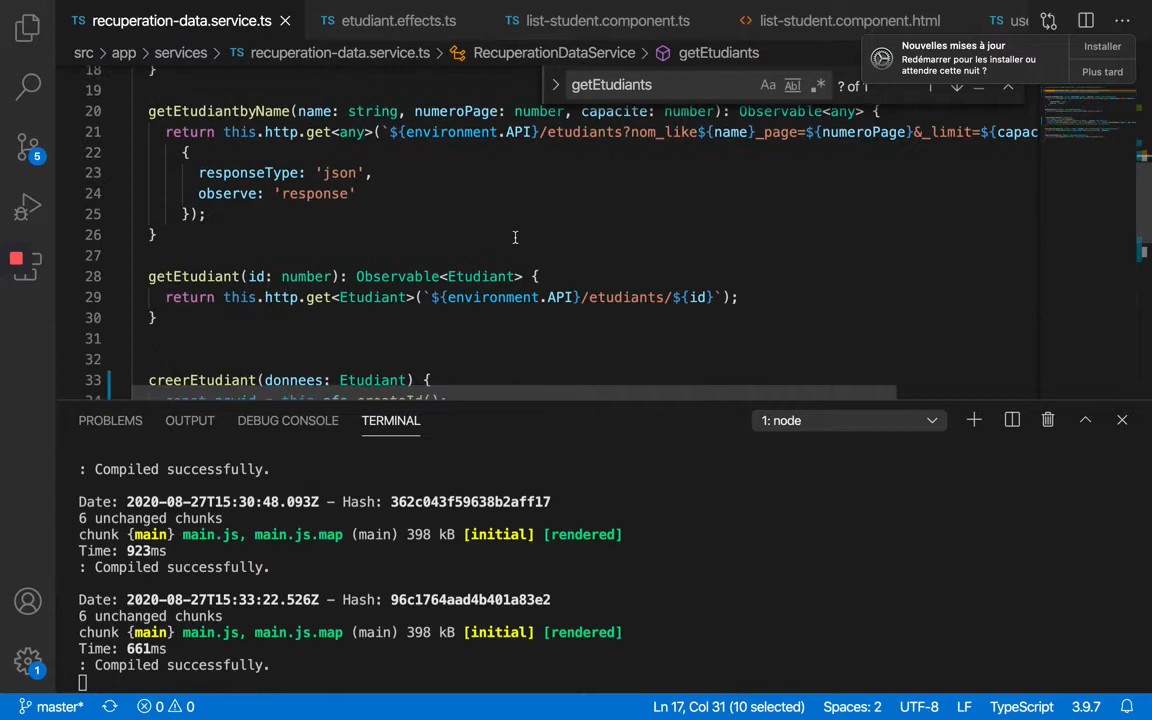 recuperation-data.service.ts
etudiant.effects.ts
list-student.component.ts
list-student.component.html
src > app > services > TS recuperation-data.service.ts > RecuperationDataService > getEtudiants
Nouvelles mises à jour
Redémarrer pour les installer ou
attendre cette nuit ?
Installer
Plus tard
getEtudiants
? of 1
18 }
19
20 getEtudiantbyName(name: string, numeroPage: number, capacite: number): Observable<any> {
21 return this.http.get<any>(`${environment.API}/etudiants?nom_like${name}_page=${numeroPage}&_limit=${capac
22 {
23 responseType: 'json',
24 observe: 'response'
25 });
26 }
27
28 getEtudiant(id: number): Observable<Etudiant> {
29 return this.http.get<Etudiant>(`${environment.API}/etudiants/${id}`);
30 }
31
32
33 creerEtudiant(donnees: Etudiant) {
PROBLEMS OUTPUT DEBUG CONSOLE TERMINAL
1: node
: Compiled successfully.
Date: 2020-08-27T15:30:48.093Z - Hash: 362c043f59638b2aff17
6 unchanged chunks
chunk {main} main.js, main.js.map (main) 398 kB [initial] [rendered]
Time: 923ms
: Compiled successfully.
Date: 2020-08-27T15:33:22.526Z - Hash: 96c1764aad4b401a83e2
6 unchanged chunks
chunk {main} main.js, main.js.map (main) 398 kB [initial] [rendered]
Time: 661ms
: Compiled successfully.
5
1
master* 0 0 Ln 17, Col 31 (10 selected) Spaces: 2 UTF-8 LF TypeScript 3.9.7